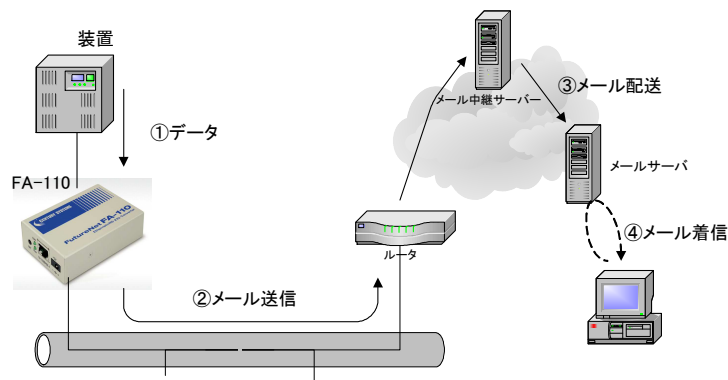 装置
①データ
FA-110
FutureNet FA-110
②メール送信
ルータ
メール中継サーバー
③メール配送
メールサーバ
④メール着信